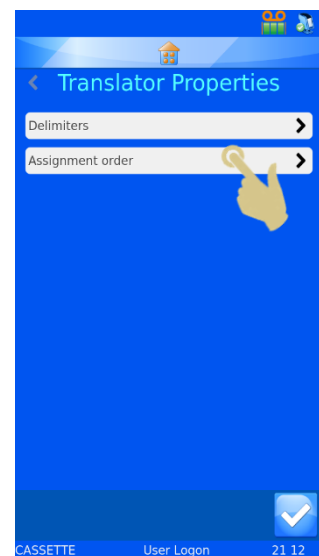 Translator Properties
Delimiters
Assignment order
CASSETTE User Logon 21 12